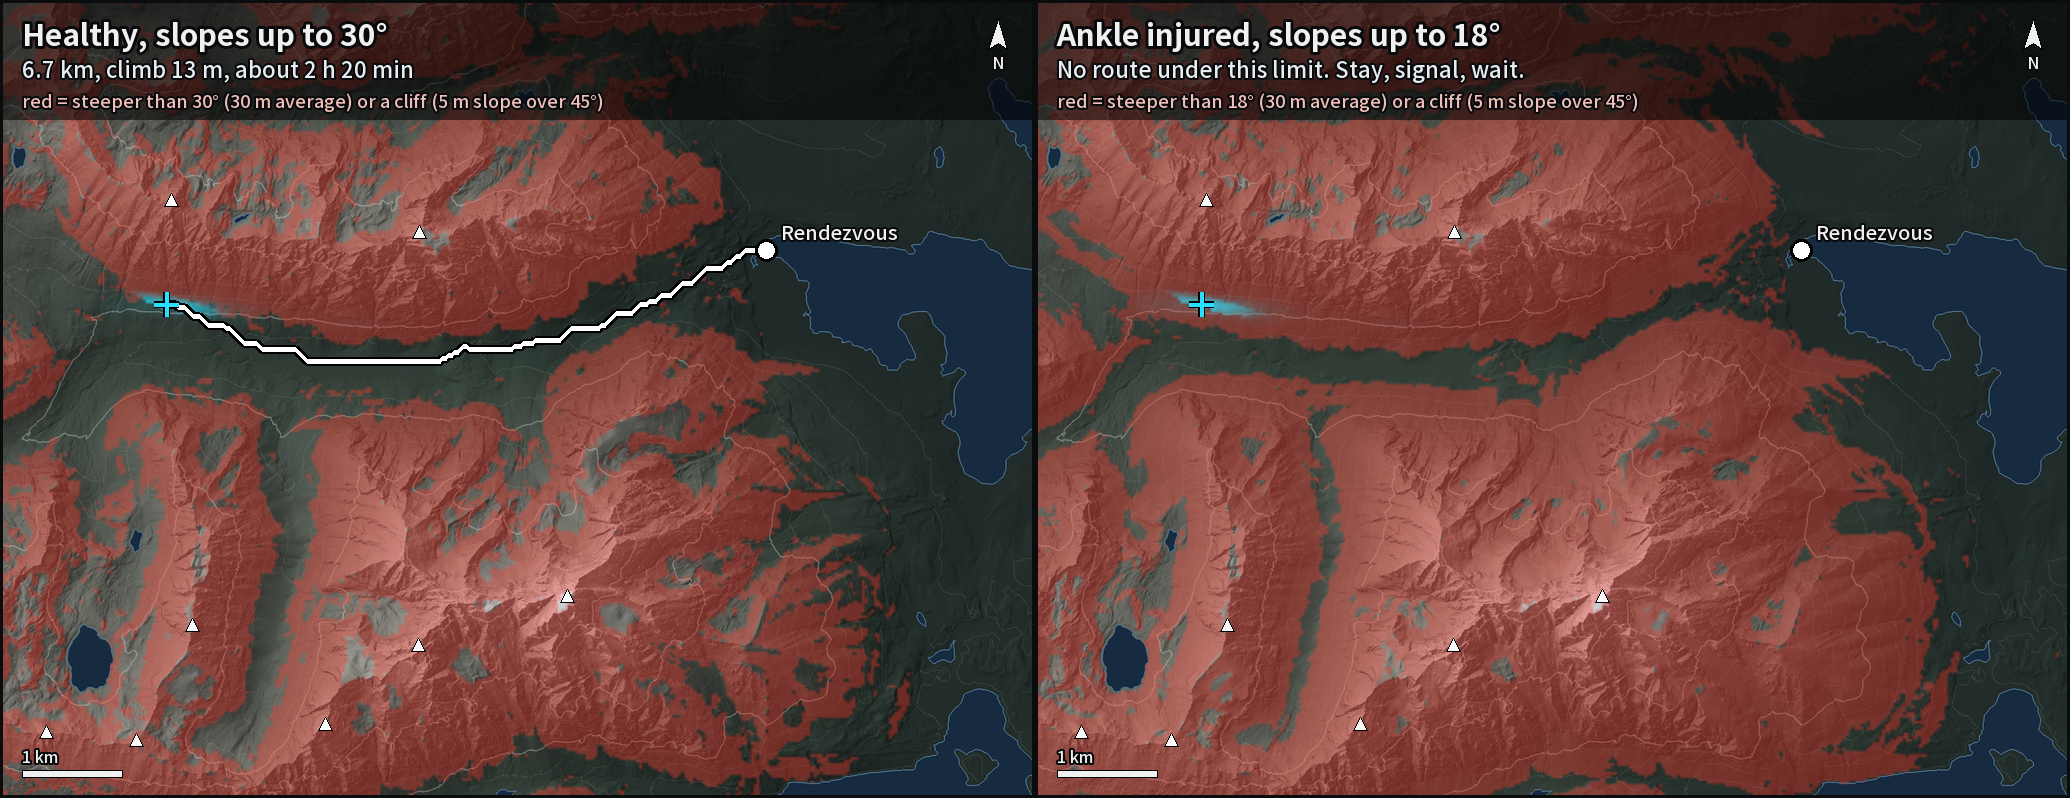 Healthy, slopes up to 30°
6.7 km, climb 13 m, about 2 h 20 min
red = steeper than 30° (30 m average) or a cliff (5 m slope over 45°)
N
Rendezvous
1 km
Ankle injured, slopes up to 18°
No route under this limit. Stay, signal, wait.
red = steeper than 18° (30 m average) or a cliff (5 m slope over 45°)
N
Rendezvous
1 km